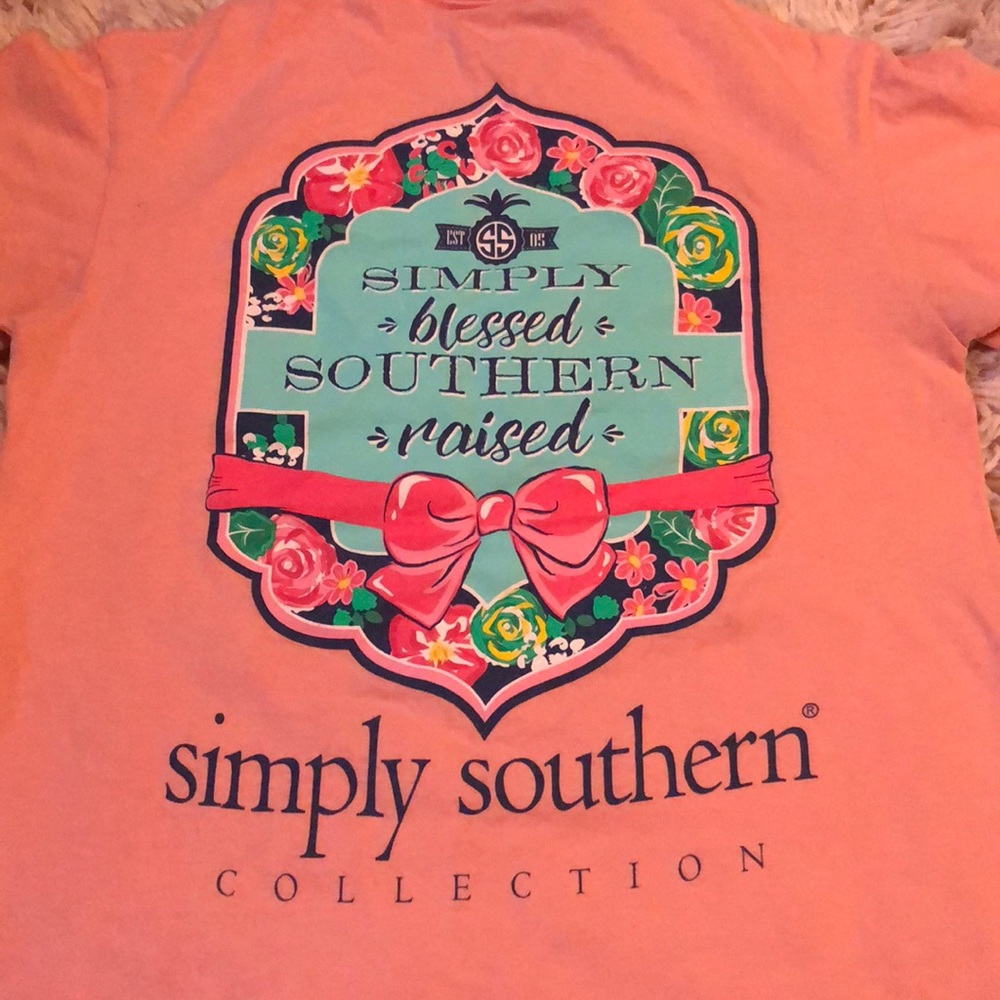 EST SS 05
SIMPLY
blessed
SOUTHERN
raised
simply southern®
COLLECTION